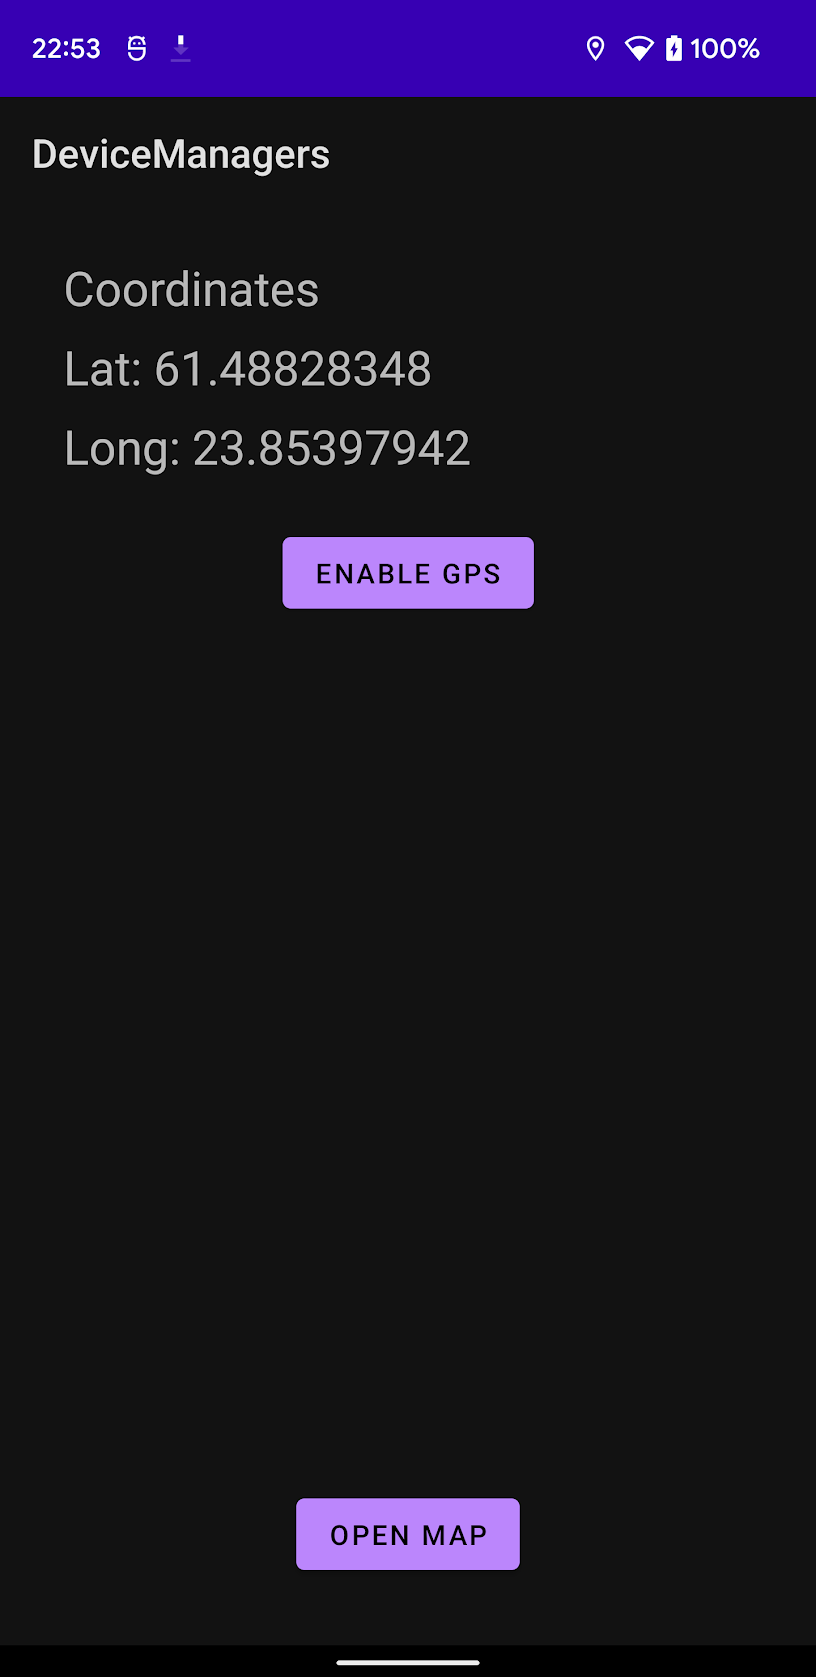 22:53 100%
DeviceManagers
Coordinates
Lat: 61.48828348
Long: 23.85397942
ENABLE GPS
OPEN MAP